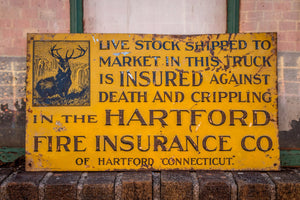 LIVE STOCK SHIPPED TO
MARKET IN THIS TRUCK
IS INSURED AGAINST
DEATH AND CRIPPLING
IN THE HARTFORD
FIRE INSURANCE CO.
OF HARTFORD CONNECTICUT.